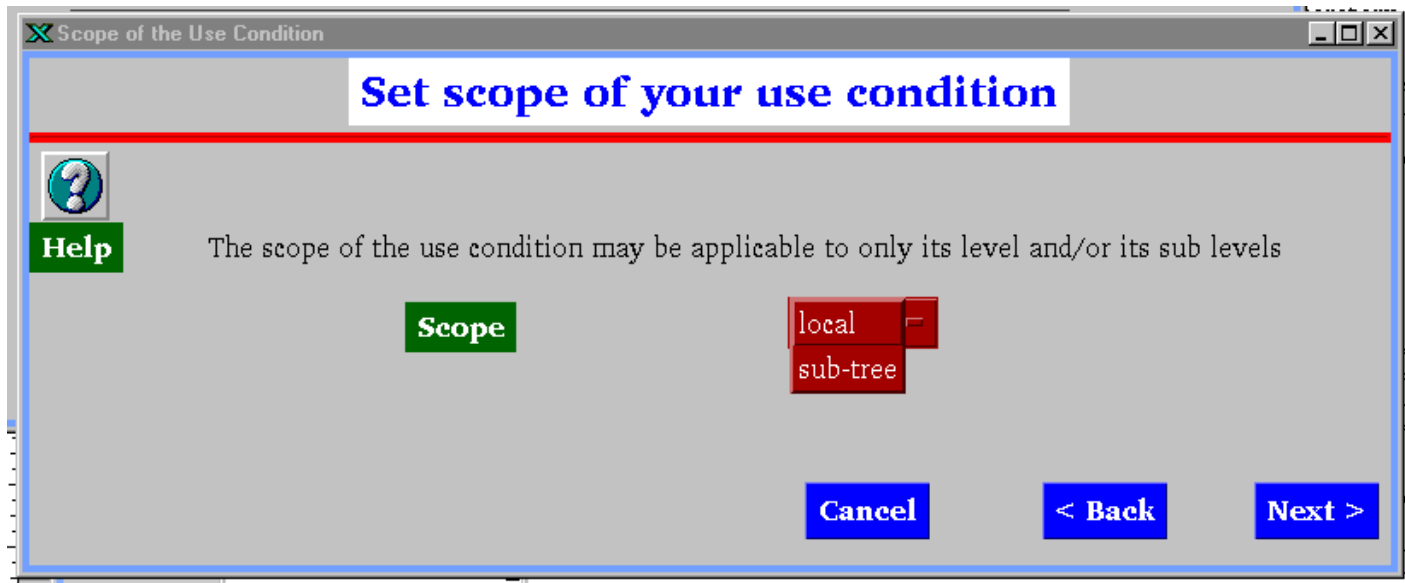 Scope of the Use Condition
Set scope of your use condition
Help
The scope of the use condition may be applicable to only its level and/or its sub levels
Scope
local
sub-tree
Cancel
< Back
Next >